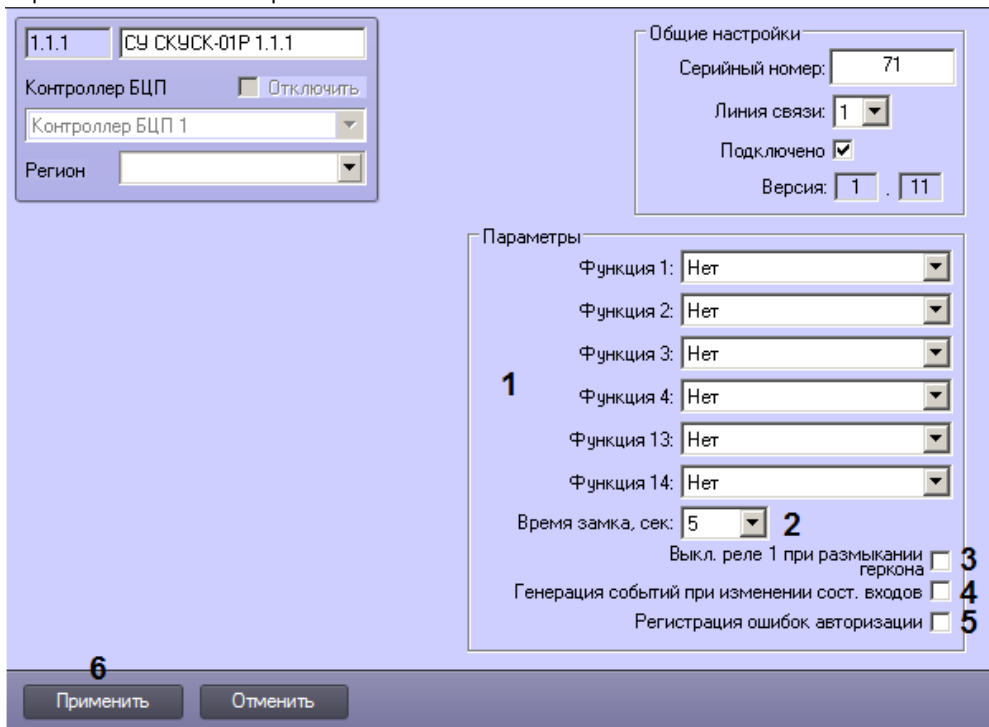 1.1.1 СУ СКУСК-01Р 1.1.1
Контроллер БЦП Отключить
Контроллер БЦП 1
Регион
Общие настройки
Серийный номер: 71
Линия связи: 1
Подключено
Версия: 1 . 11
Параметры
1
Функция 1: Нет
Функция 2: Нет
Функция 3: Нет
Функция 4: Нет
Функция 13: Нет
Функция 14: Нет
Время замка, сек: 5 2
Выкл. реле 1 при размыкании
геркона 3
Генерация событий при изменении сост. входов 4
Регистрация ошибок авторизации 5
6
Применить Отменить